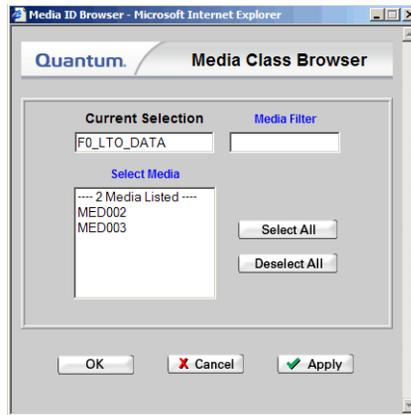 Media ID Browser - Microsoft Internet Explorer
Quantum. Media Class Browser
Current Selection Media Filter
F0_LTO_DATA
Select Media
---- 2 Media Listed ----
MED002
MED003
Select All
Deselect All
OK Cancel Apply